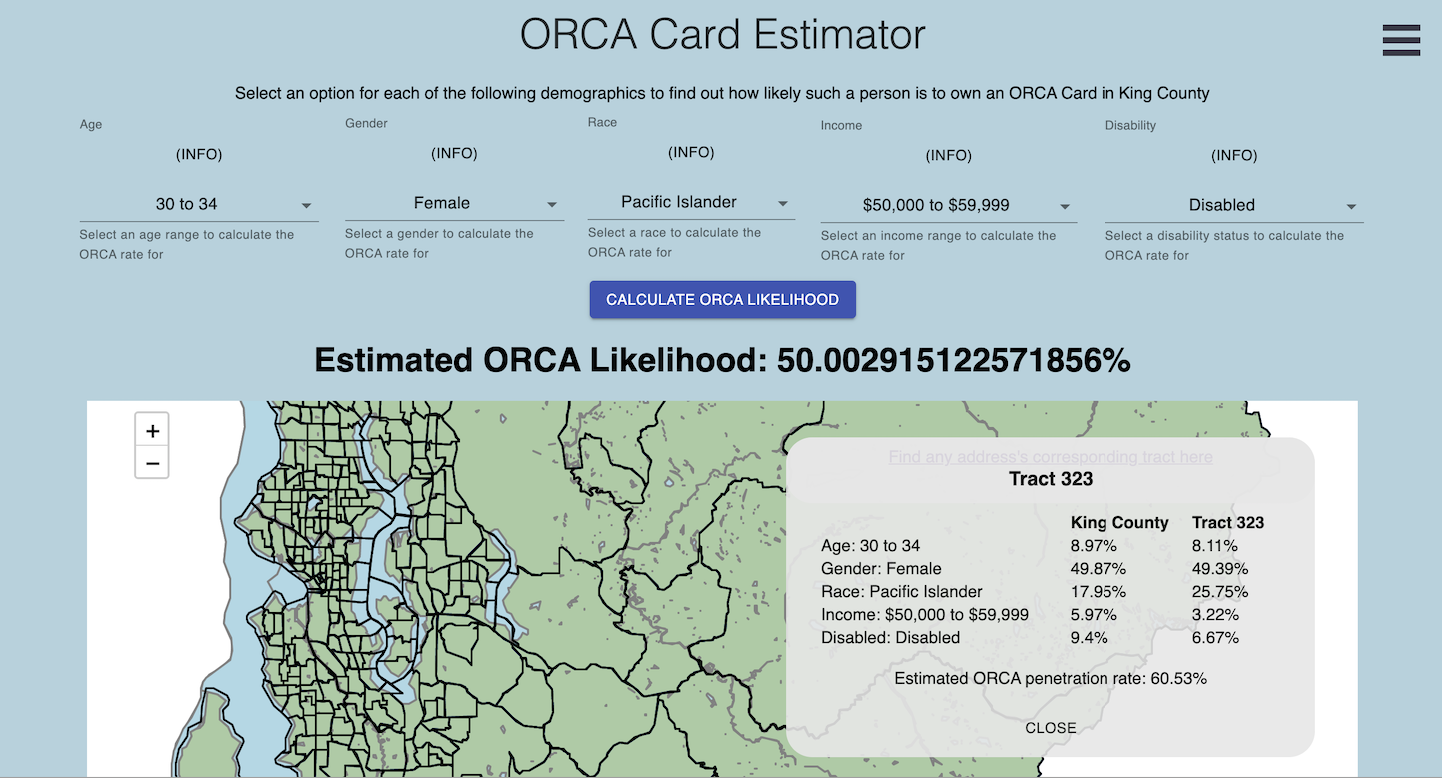 ORCA Card Estimator
Select an option for each of the following demographics to find out how likely such a person is to own an ORCA Card in King County
Age
(INFO)
30 to 34
Select an age range to calculate the
ORCA rate for
Gender
(INFO)
Female
Select a gender to calculate the
ORCA rate for
Race
(INFO)
Pacific Islander
Select a race to calculate the
ORCA rate for
Income
(INFO)
$50,000 to $59,999
Select an income range to calculate the
ORCA rate for
Disability
(INFO)
Disabled
Select a disability status to calculate the
ORCA rate for
CALCULATE ORCA LIKELIHOOD
Estimated ORCA Likelihood: 50.002915122571856%
+
−
Find any address's corresponding tract here
Tract 323
King County Tract 323
Age: 30 to 34 8.97% 8.11%
Gender: Female 49.87% 49.39%
Race: Pacific Islander 17.95% 25.75%
Income: $50,000 to $59,999 5.97% 3.22%
Disabled: Disabled 9.4% 6.67%
Estimated ORCA penetration rate: 60.53%
CLOSE